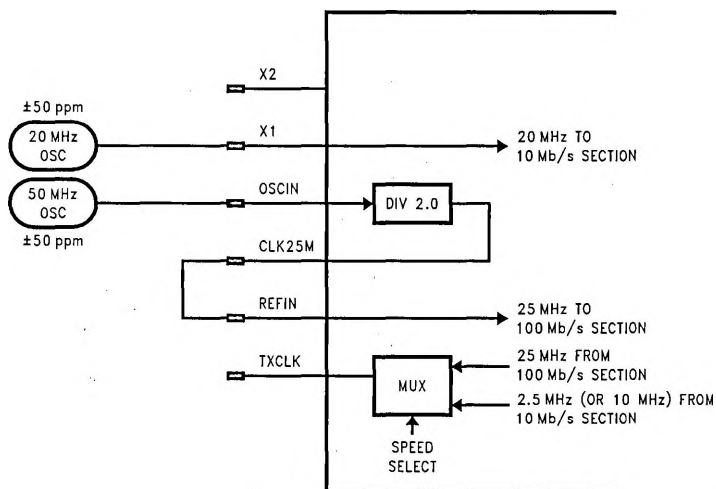 X2
±50 ppm
20 MHz
OSC
X1
20 MHz TO
10 Mb/s SECTION
50 MHz
OSC
±50 ppm
OSCIN
DIV 2.0
CLK25M
REFIN
25 MHz TO
100 Mb/s SECTION
TXCLK
MUX
25 MHz FROM
100 Mb/s SECTION
2.5 MHz (OR 10 MHz) FROM
10 Mb/s SECTION
SPEED
SELECT